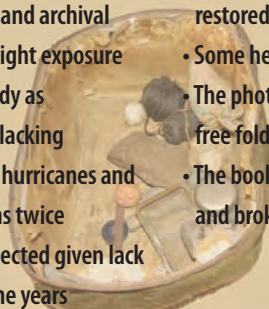 and archival
ight exposure
dy as
lacking
hurricanes and
s twice
ected given lack
e years
restored
• Some he
• The phot
free fold
• The book
and brok